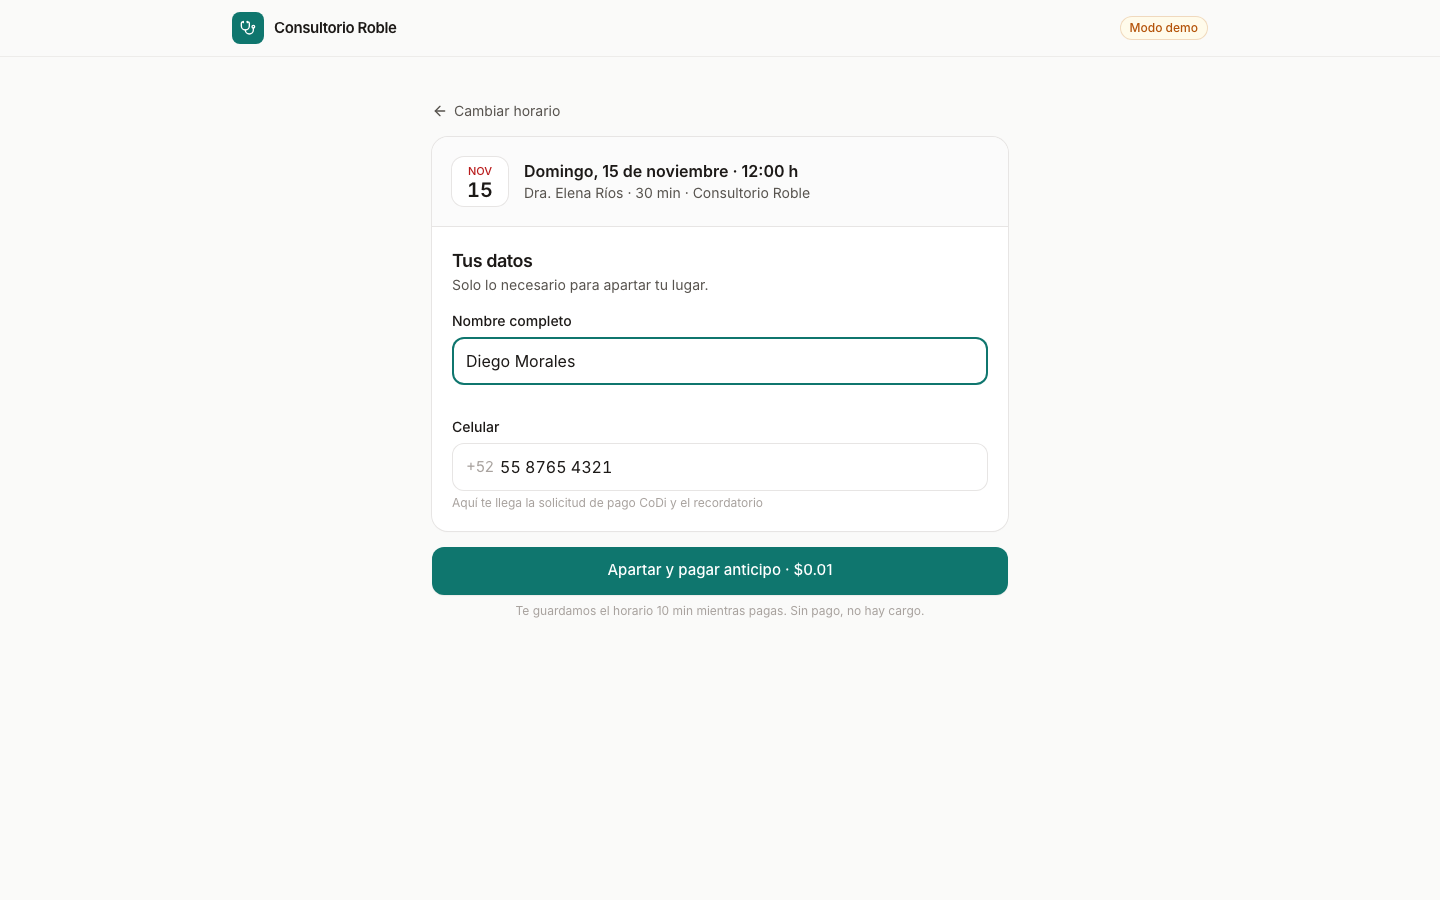 Consultorio Roble
Modo demo
Cambiar horario
NOV
15
Domingo, 15 de noviembre · 12:00 h
Dra. Elena Ríos · 30 min · Consultorio Roble
Tus datos
Solo lo necesario para apartar tu lugar.
Nombre completo
Diego Morales
Celular
+52 55 8765 4321
Aquí te llega la solicitud de pago CoDi y el recordatorio
Apartar y pagar anticipo · $0.01
Te guardamos el horario 10 min mientras pagas. Sin pago, no hay cargo.